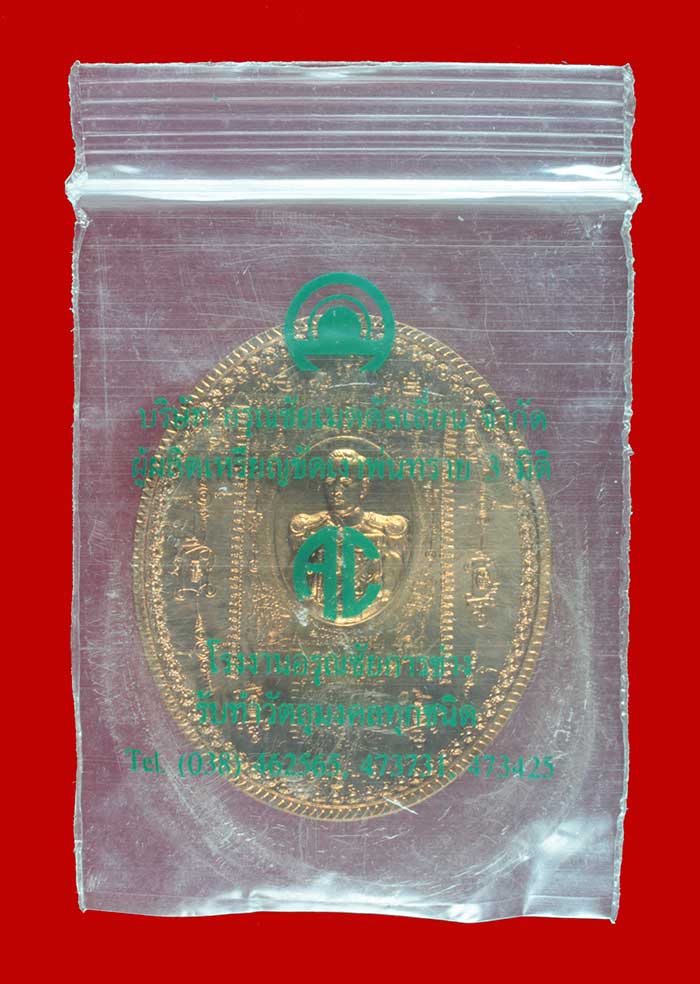 บริษัท อรุณชัยเมททัลเลี่ยน จำกัด
ผู้ผลิตเหรียญขัดเงาพ่นทราย 3 มิติ
AC
โรงงานอรุณชัยการช่าง
รับทำวัตถุมงคลทุกชนิด
Tel. (038) 462565, 473731, 473425